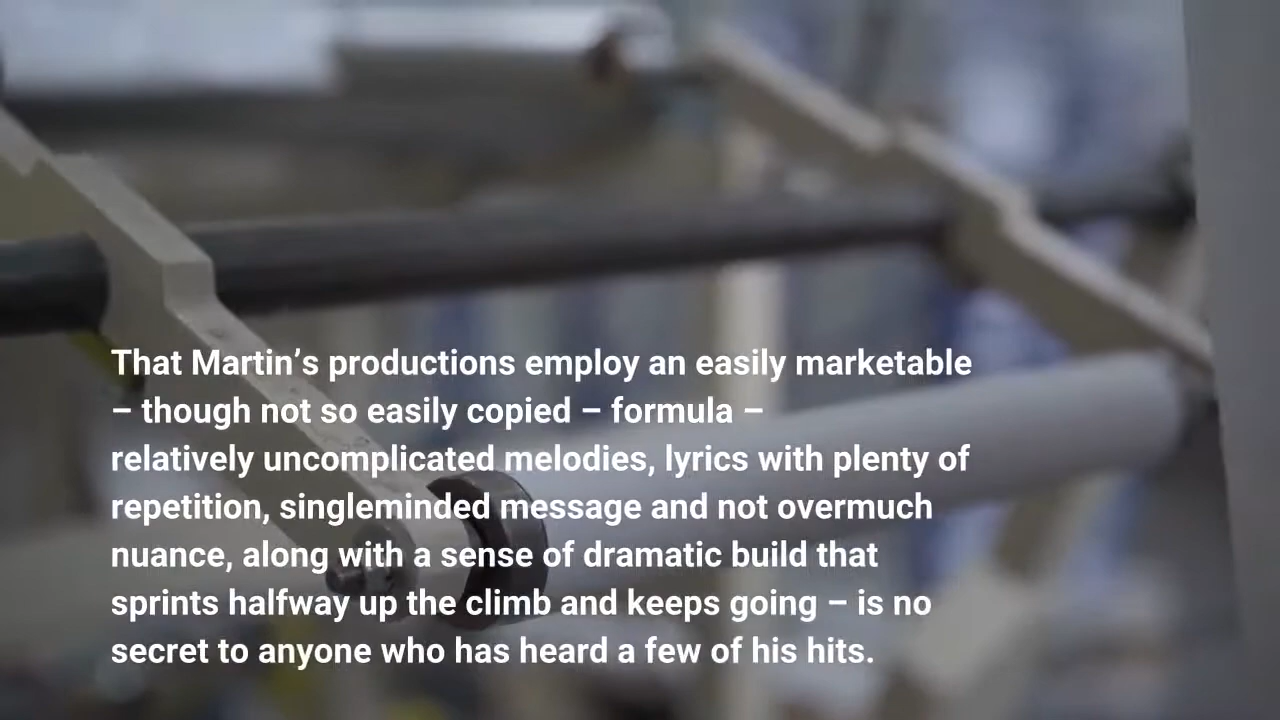 That Martin’s productions employ an easily marketable
– though not so easily copied – formula –
relatively uncomplicated melodies, lyrics with plenty of
repetition, singleminded message and not overmuch
nuance, along with a sense of dramatic build that
sprints halfway up the climb and keeps going – is no
secret to anyone who has heard a few of his hits.